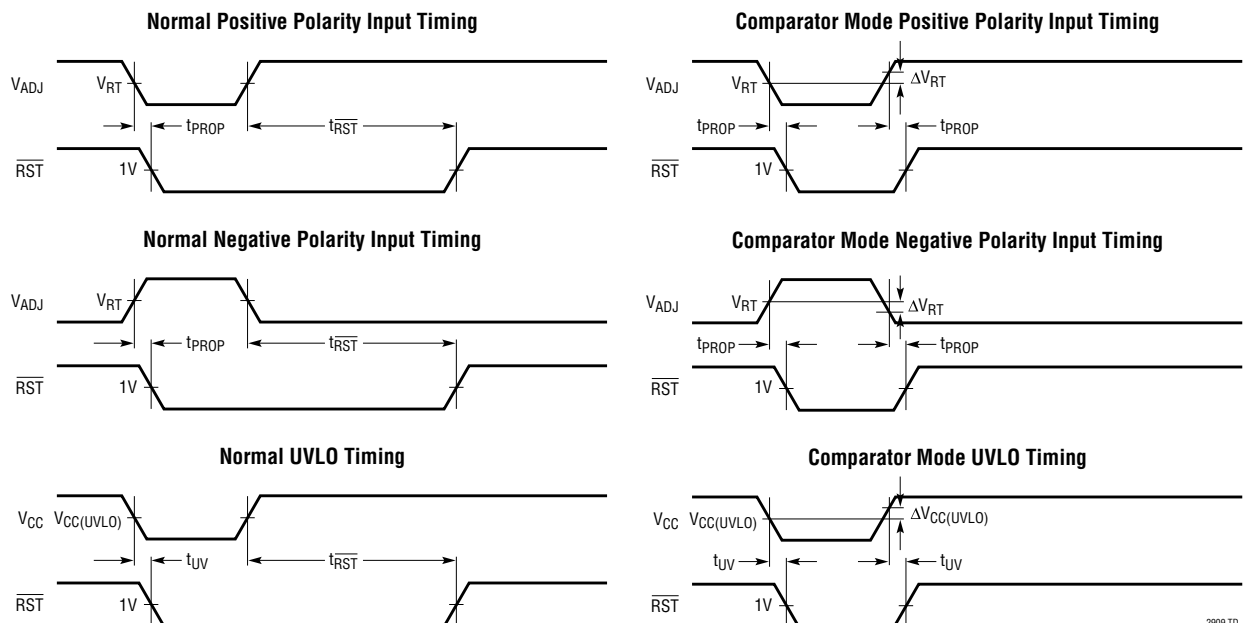 Normal Positive Polarity Input Timing
VADJ
VRT
tPROP
tRST
RST
1V
Comparator Mode Positive Polarity Input Timing
VADJ
VRT
ΔVRT
tPROP
tPROP
RST
1V
Normal Negative Polarity Input Timing
VADJ
VRT
tPROP
tRST
RST
1V
Comparator Mode Negative Polarity Input Timing
VADJ
VRT
ΔVRT
tPROP
tPROP
RST
1V
Normal UVLO Timing
VCC
VCC(UVLO)
tUV
tRST
RST
1V
Comparator Mode UVLO Timing
VCC
VCC(UVLO)
ΔVCC(UVLO)
tUV
tUV
RST
1V
2909 TD